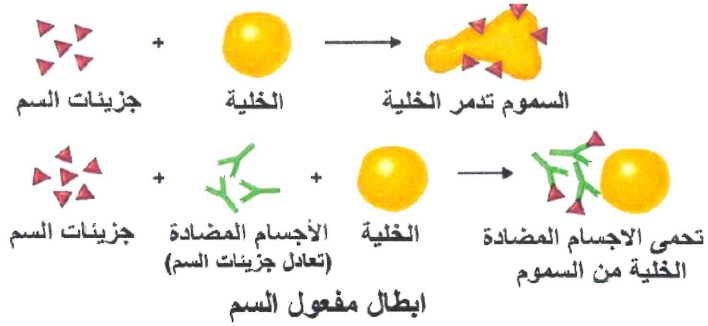 +
جزيئات السم
الخلية
السموم تدمر الخلية
+ +
جزيئات السم
الأجسام المضادة
(تعادل جزيئات السم)
الخلية
تحمى الاجسام المضادة
الخلية من السموم
ابطال مفعول السم